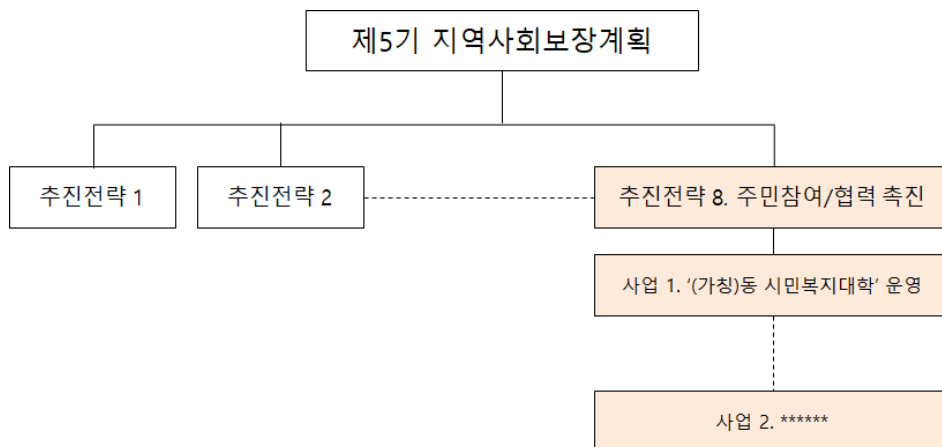 제5기 지역사회보장계획
추진전략 1
추진전략 2
추진전략 8. 주민참여/협력 촉진
사업 1. ‘(가칭)동 시민복지대학’ 운영
사업 2. ******